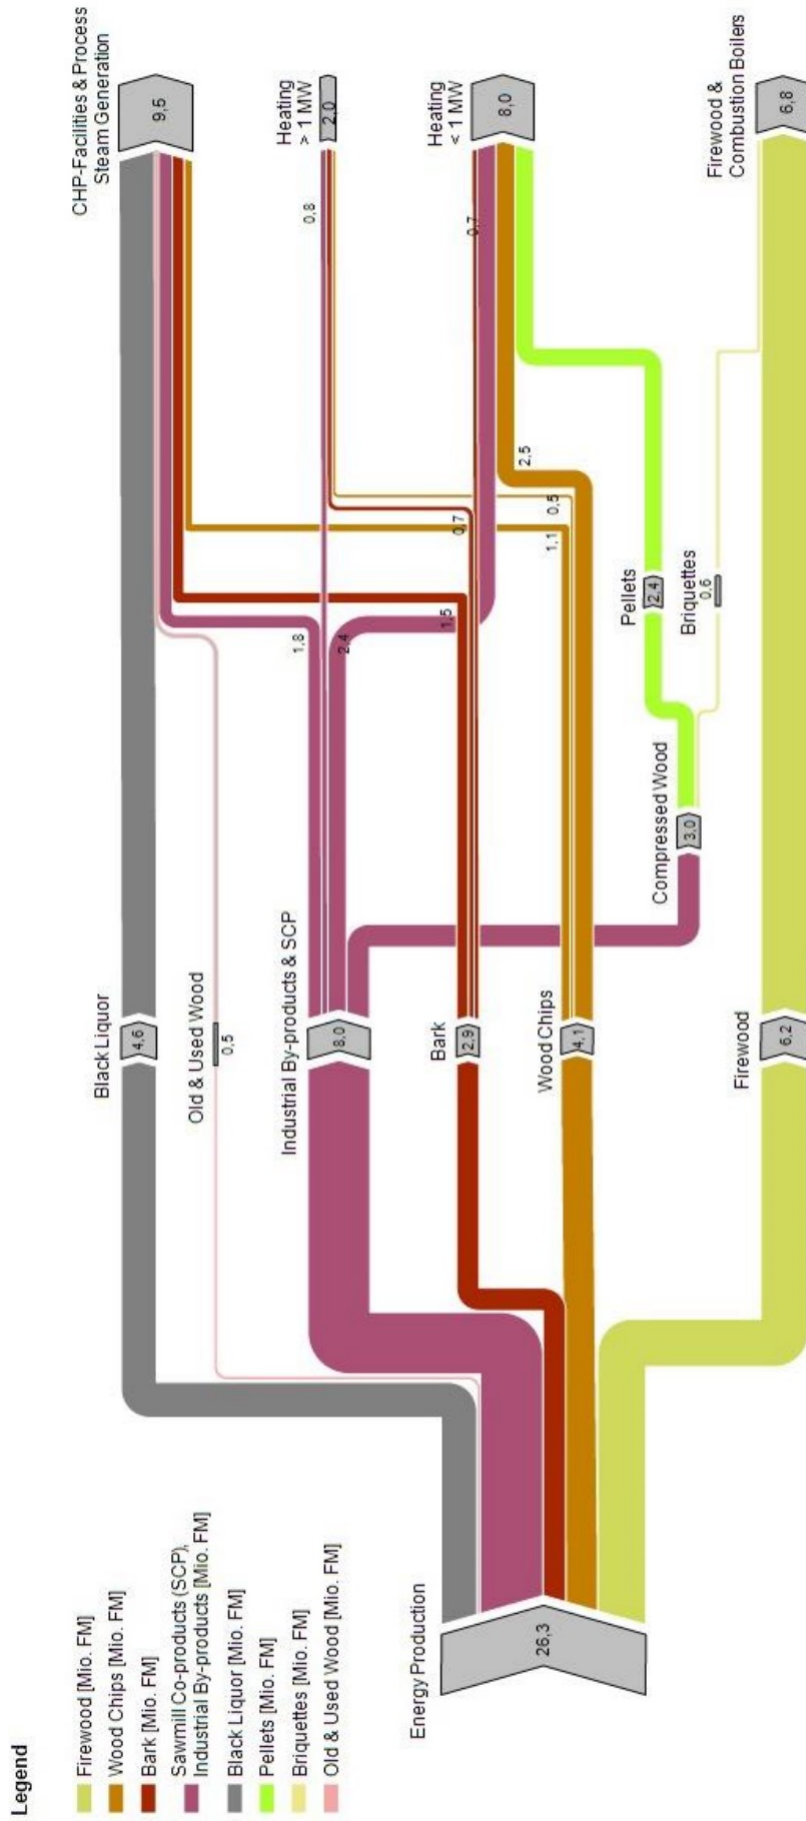 Legend
Firewood [Mio. FM]
Wood Chips [Mio. FM]
Bark [Mio. FM]
Sawmill Co-products (SCP),
Industrial By-products [Mio. FM]
Black Liquor [Mio. FM]
Pellets [Mio. FM]
Briquettes [Mio. FM]
Old & Used Wood [Mio. FM]
Energy Production
26,3
Black Liquor
4,6
Old & Used Wood
0,5
Industrial By-products & SCP
8,0
Bark
2,9
Wood Chips
4,1
Firewood
6,2
Compressed Wood
3,0
Pellets
2,4
Briquettes
0,6
1,8
2,4
1,5
0,7
1,1
0,5
2,5
0,8
0,7
CHP-Facilities & Process
Steam Generation
9,5
Heating
> 1 MW
2,0
Heating
< 1 MW
8,0
Firewood &
Combustion Boilers
6,8